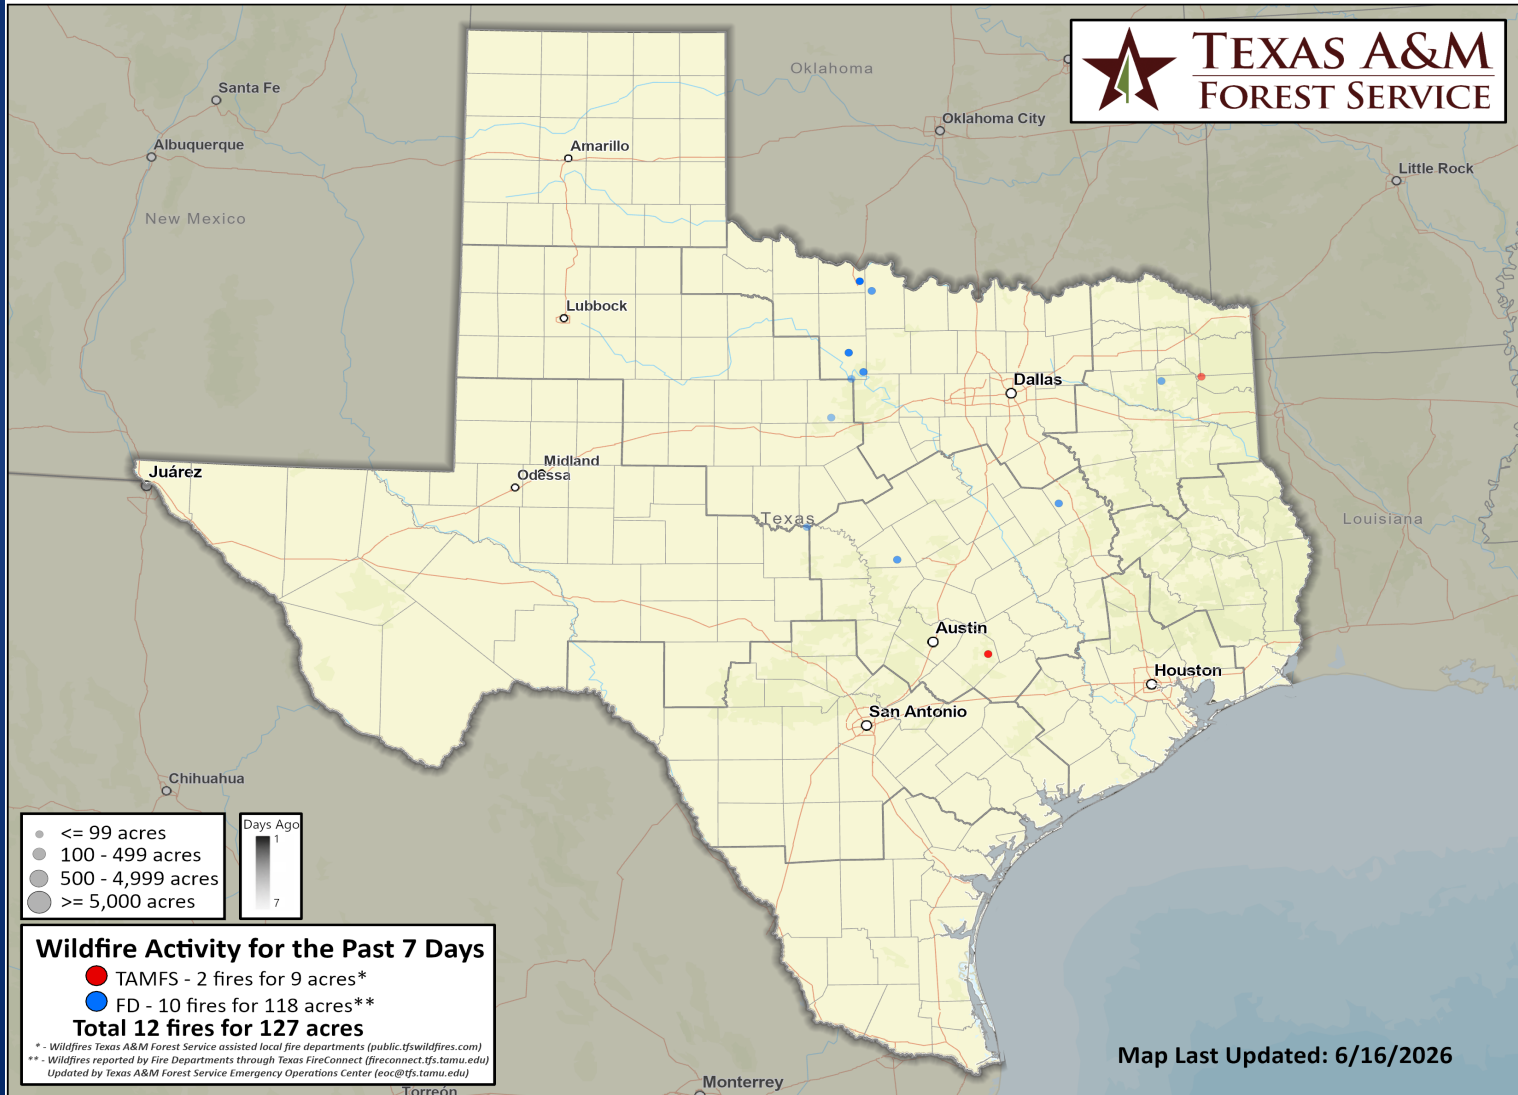 TEXAS A&M
FOREST SERVICE
Oklahoma
Santa Fe
Oklahoma City
Albuquerque
Amarillo
Little Rock
New Mexico
Lubbock
Dallas
Juárez
Midland
Odessa
Texas
Louisiana
Austin
Houston
San Antonio
Chihuahua
<= 99 acres
100 - 499 acres
500 - 4,999 acres
>= 5,000 acres
Days Ago
1
7
Wildfire Activity for the Past 7 Days
TAMFS - 2 fires for 9 acres*
FD - 10 fires for 118 acres**
Total 12 fires for 127 acres
* - Wildfires Texas A&M Forest Service assisted local fire departments (public.tfswildfires.com)
** - Wildfires reported by Fire Departments through Texas FireConnect (fireconnect.tfs.tamu.edu)
Updated by Texas A&M Forest Service Emergency Operations Center (eoc@tfs.tamu.edu)
Map Last Updated: 6/16/2026
Monterrey
Torreón